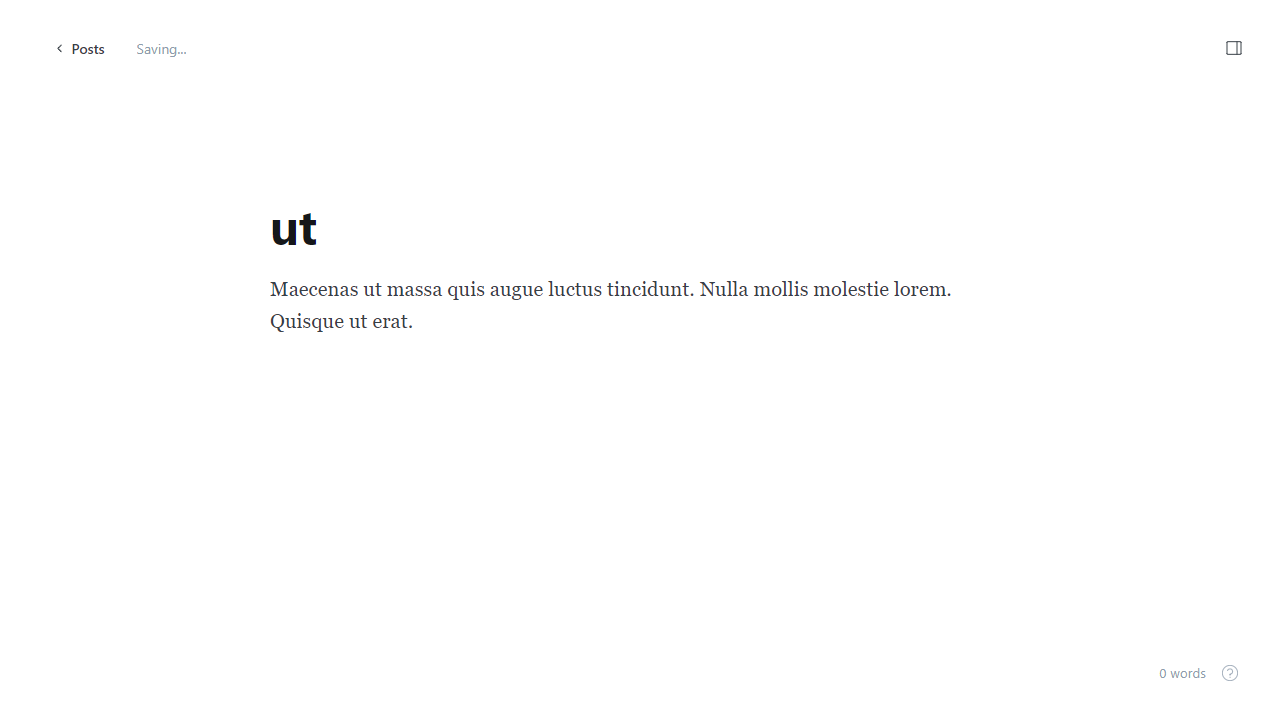 Posts
Saving...
ut
Maecenas ut massa quis augue luctus tincidunt. Nulla mollis molestie lorem.
Quisque ut erat.
0 words